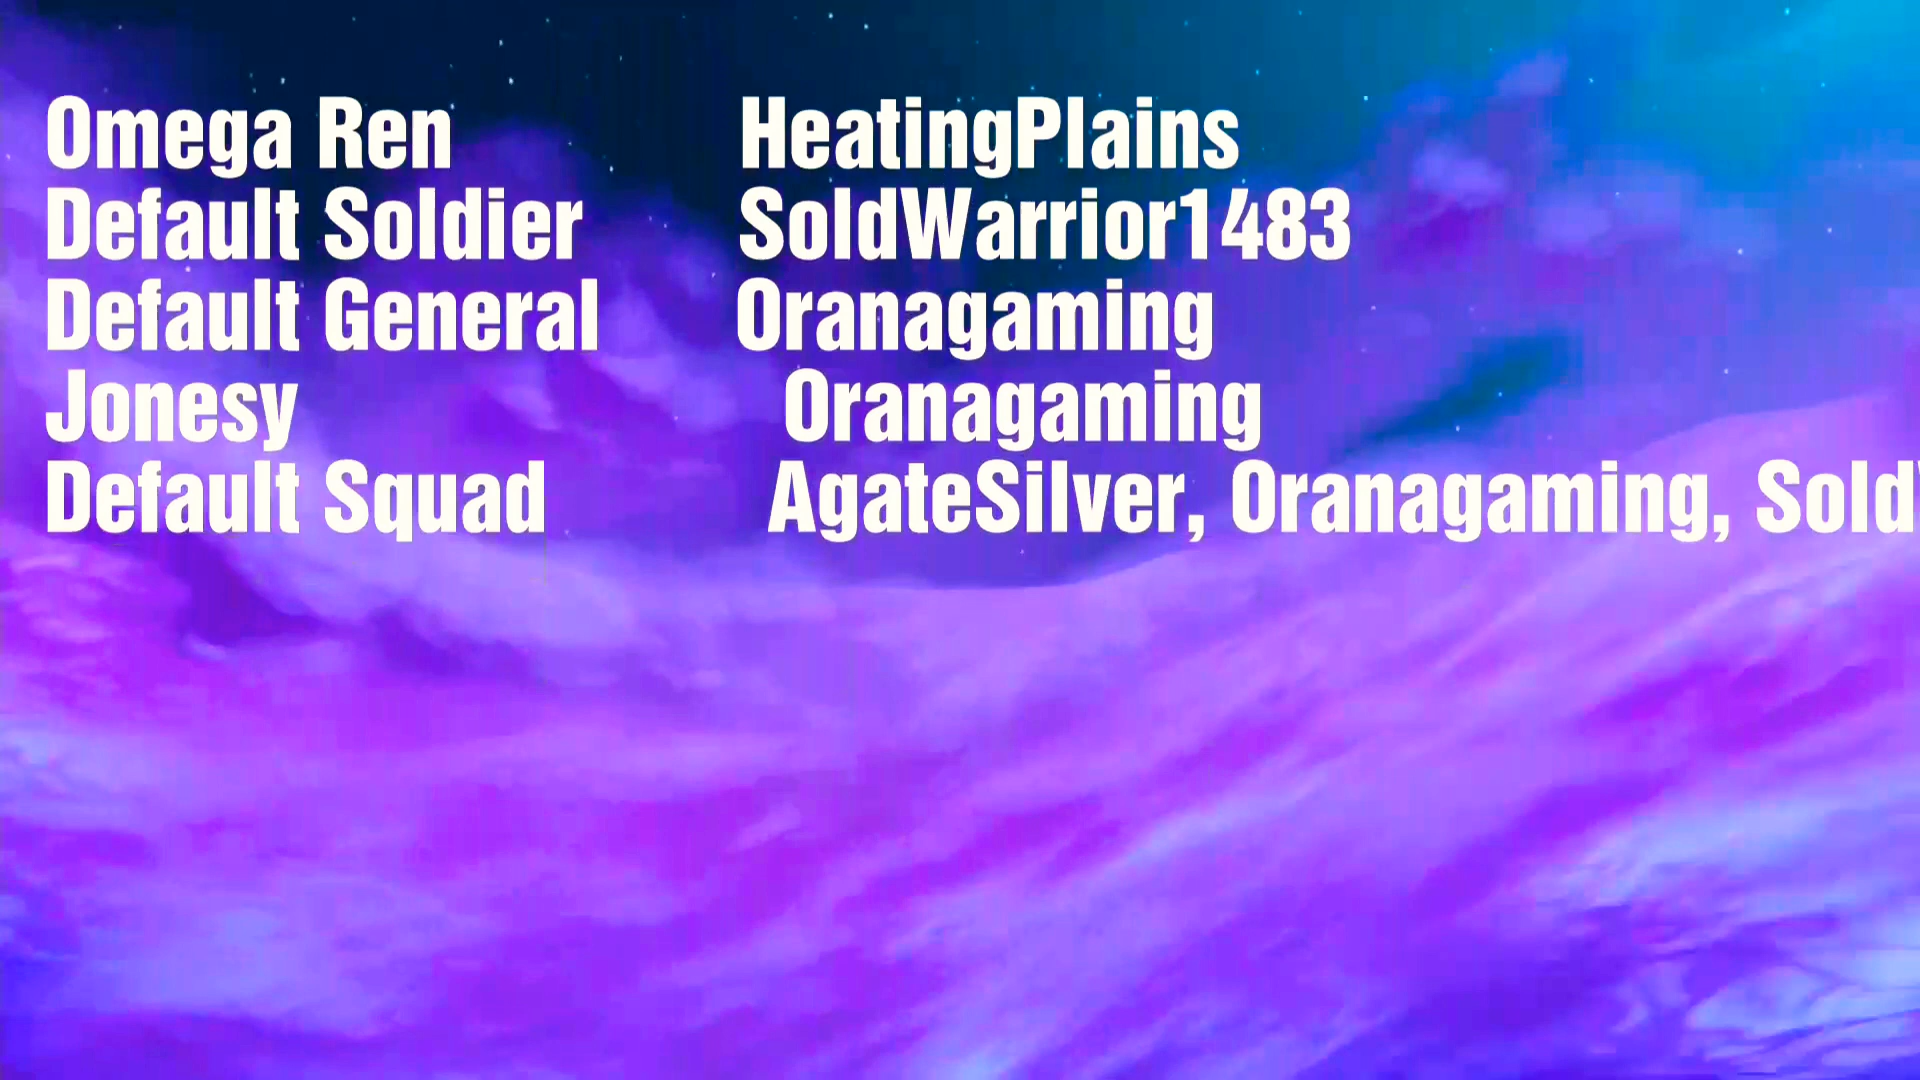 Omega Ren HeatingPlains
Default Soldier SoldWarrior1483
Default General Oranagaming
Jonesy Oranagaming
Default Squad AgateSilver, Oranagaming,